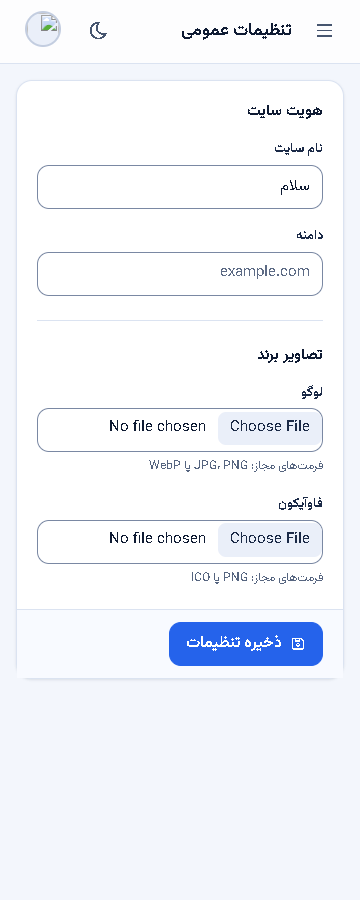 تنظیمات عمومی
هویت سایت
نام سایت
سلام
دامنه
example.com
تصاویر برند
لوگو
Choose File No file chosen
فرمت‌های مجاز: JPG، PNG یا WebP
فاوآیکون
Choose File No file chosen
فرمت‌های مجاز: PNG یا ICO
ذخیره تنظیمات